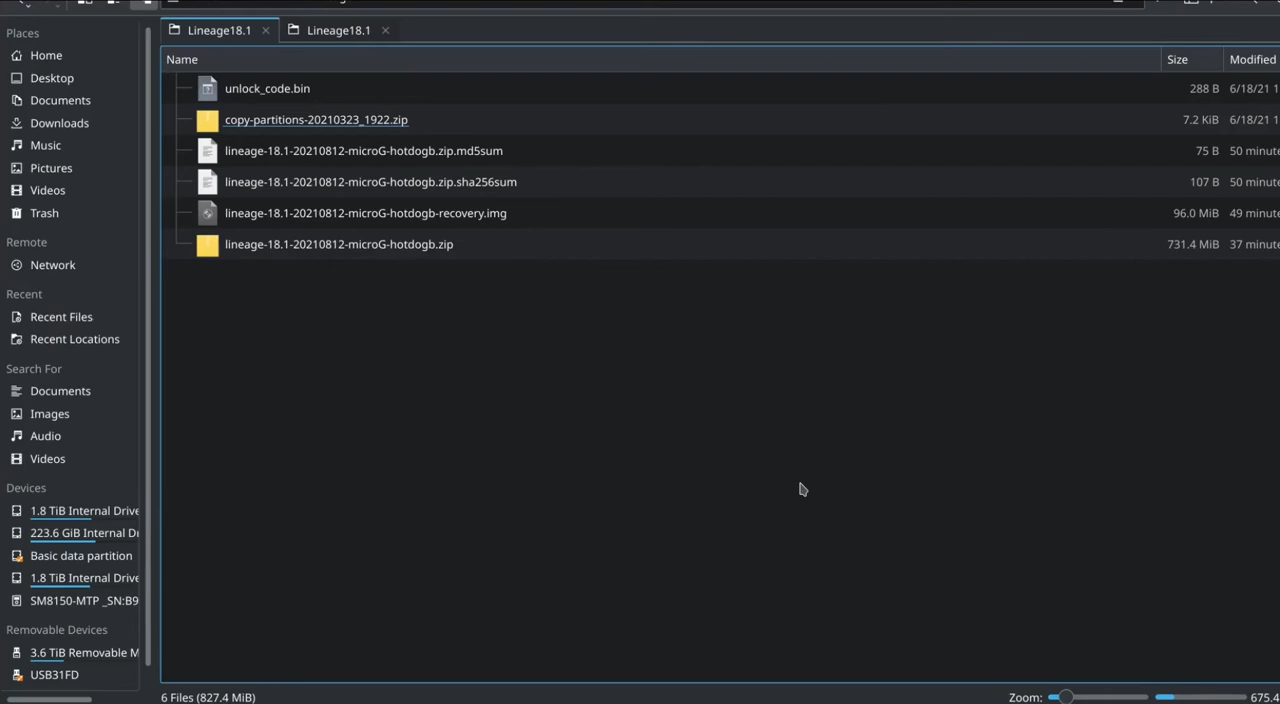 Lineage18.1
Lineage18.1
Places
Home
Desktop
Documents
Downloads
Music
Pictures
Videos
Trash
Remote
Network
Recent
Recent Files
Recent Locations
Search For
Documents
Images
Audio
Videos
Devices
1.8 TiB Internal Drive
223.6 GiB Internal Dr
Basic data partition
1.8 TiB Internal Drive
SM8150-MTP _SN:B9
Removable Devices
3.6 TiB Removable M
USB31FD
Name Size Modified
unlock_code.bin 288 B 6/18/21 1
copy-partitions-20210323_1922.zip 7.2 KiB 6/18/21 1
lineage-18.1-20210812-microG-hotdogb.zip.md5sum 75 B 50 minute
lineage-18.1-20210812-microG-hotdogb.zip.sha256sum 107 B 50 minute
lineage-18.1-20210812-microG-hotdogb-recovery.img 96.0 MiB 49 minute
lineage-18.1-20210812-microG-hotdogb.zip 731.4 MiB 37 minute
6 Files (827.4 MiB) Zoom: 675.4